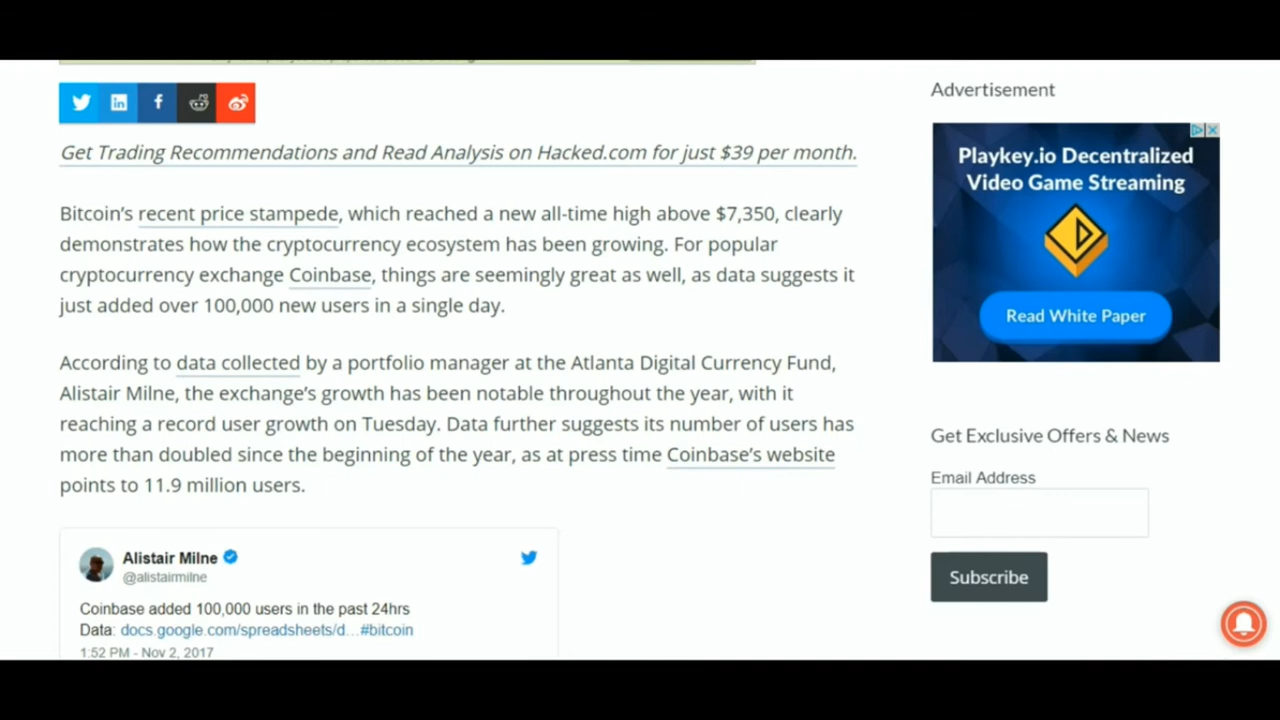 Get Trading Recommendations and Read Analysis on Hacked.com for just $39 per month.
Bitcoin's recent price stampede, which reached a new all-time high above $7,350, clearly
demonstrates how the cryptocurrency ecosystem has been growing. For popular
cryptocurrency exchange Coinbase, things are seemingly great as well, as data suggests it
just added over 100,000 new users in a single day.
According to data collected by a portfolio manager at the Atlanta Digital Currency Fund,
Alistair Milne, the exchange's growth has been notable throughout the year, with it
reaching a record user growth on Tuesday. Data further suggests its number of users has
more than doubled since the beginning of the year, as at press time Coinbase's website
points to 11.9 million users.
Alistair Milne
@alistairmilne
Coinbase added 100,000 users in the past 24hrs
Data: docs.google.com/spreadsheets/d... #bitcoin
1:52 PM - Nov 2, 2017
Advertisement
Playkey.io Decentralized
Video Game Streaming
Read White Paper
Get Exclusive Offers & News
Email Address
Subscribe